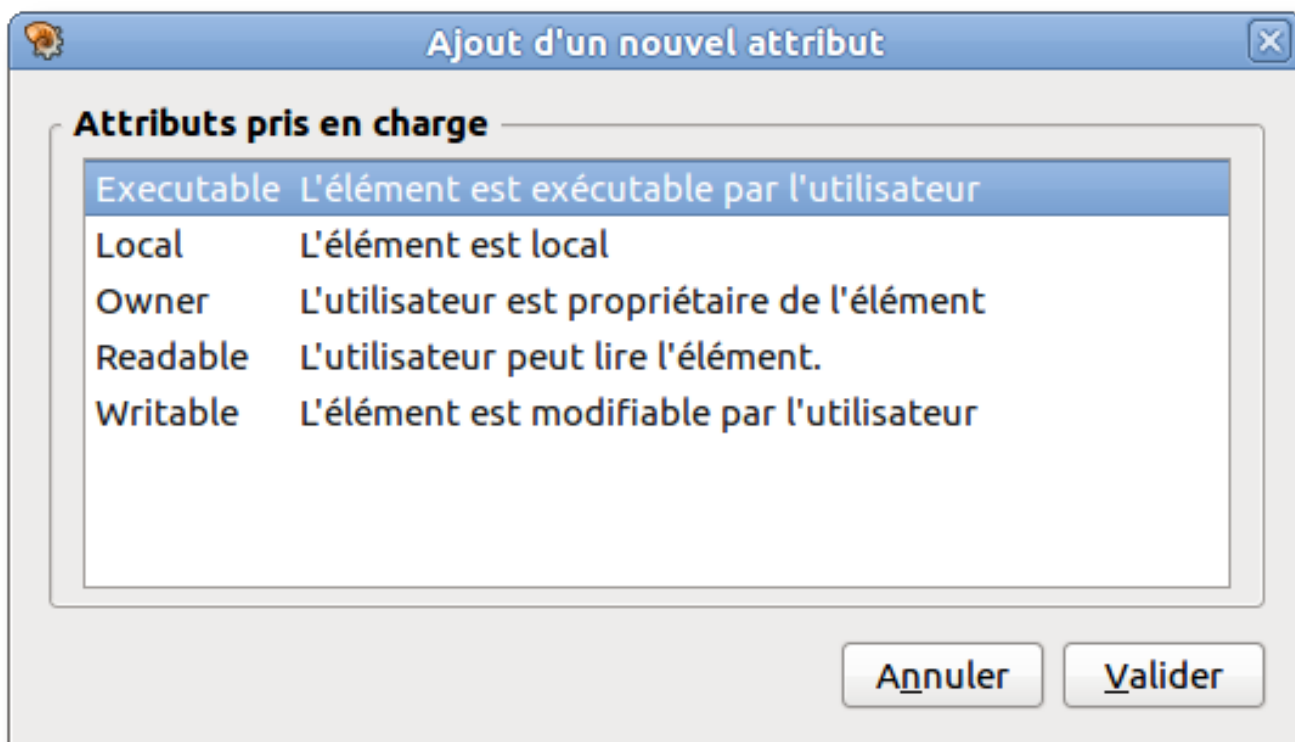 Ajout d'un nouvel attribut
Attributs pris en charge
Executable L'élément est exécutable par l'utilisateur
Local L'élément est local
Owner L'utilisateur est propriétaire de l'élément
Readable L'utilisateur peut lire l'élément.
Writable L'élément est modifiable par l'utilisateur
Annuler Valider